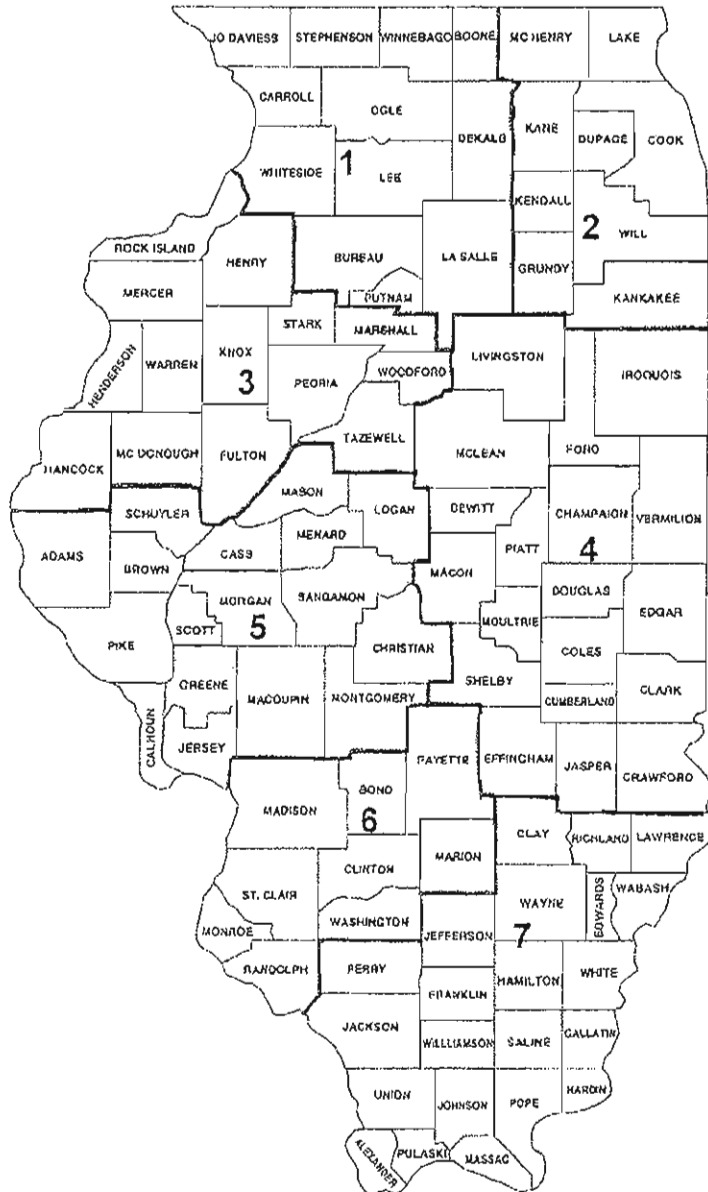 JO DAVIESS STEPHENSON WINNEBAGO BOONE MC HENRY LAKE
CARROLL OGLE DEKALB KANE DUPAGE COOK
WHITESIDE 1 LEE KENDALL 2 WILL
ROCK ISLAND HENRY BUREAU LA SALLE GRUNDY
MERCER PUTNAM KANKAKEE
STARK MARSHALL
HENDERSON WARREN KNOX 3 PEORIA WOODFORD LIVINGSTON IROQUOIS
HANCOCK MC DONOUGH FULTON TAZEWELL MCLEAN FORD
MASON
SCHUYLER LOGAN DEWITT CHAMPAIGN VERMILION
ADAMS BROWN CASS MENARD MACON PIATT 4
PIKE SCOTT MORGAN 5 SANGAMON MOULTRIE DOUGLAS EDGAR
CHRISTIAN COLES
GREENE MACOUPIN MONTGOMERY SHELBY CUMBERLAND CLARK
CALHOUN JERSEY
FAYETTE EFFINGHAM JASPER CRAWFORD
MADISON BOND 6
CLAY RICHLAND LAWRENCE
CLINTON MARION
ST. CLAIR WAYNE EDWARDS WABASH
MONROE WASHINGTON JEFFERSON 7
RANDOLPH PERRY HAMILTON WHITE
FRANKLIN
JACKSON WILLLIAMSON SALINE GALLATIN
UNION JOHNSON POPE HARDIN
ALEXANDER PULASKI MASSAC